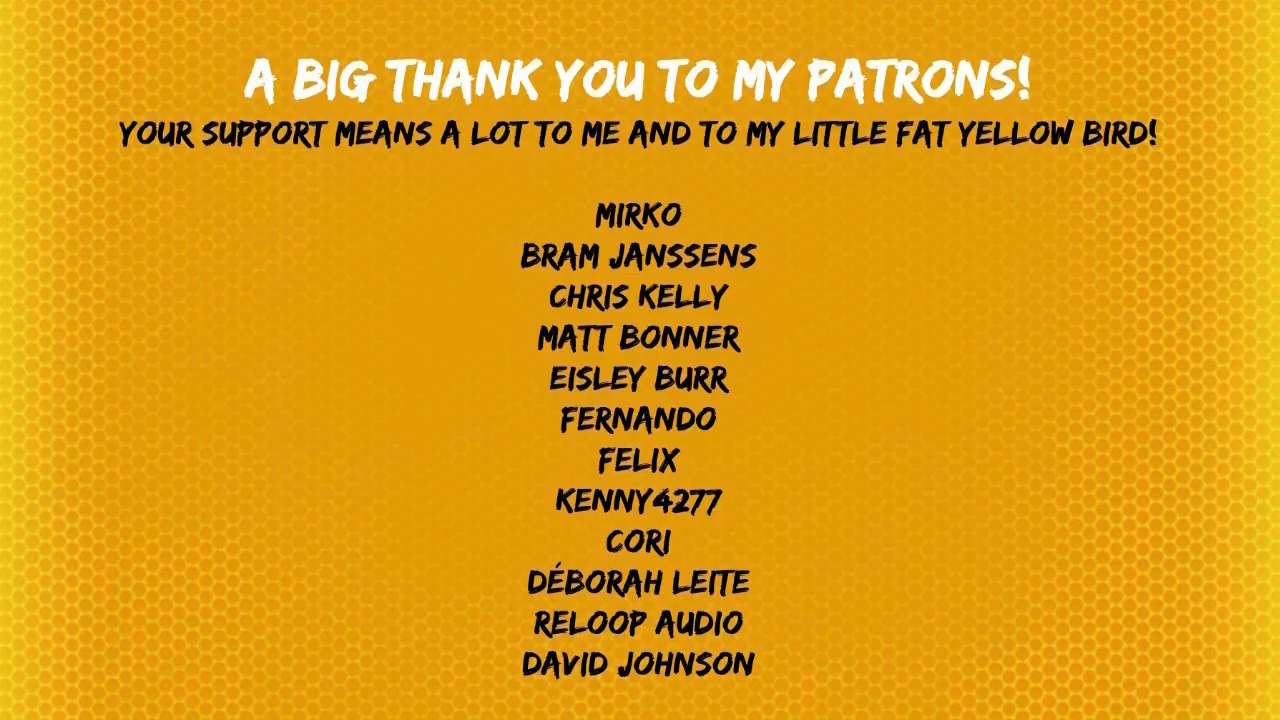 A BIG THANK YOU TO MY PATRONS!
YOUR SUPPORT MEANS A LOT TO ME AND TO MY LITTLE FAT YELLOW BIRD!
MIRKO
BRAM JANSSENS
CHRIS KELLY
MATT BONNER
EISLEY BURR
FERNANDO
FELIX
KENNY4277
CORI
DÉBORAH LEITE
RELOOP AUDIO
DAVID JOHNSON